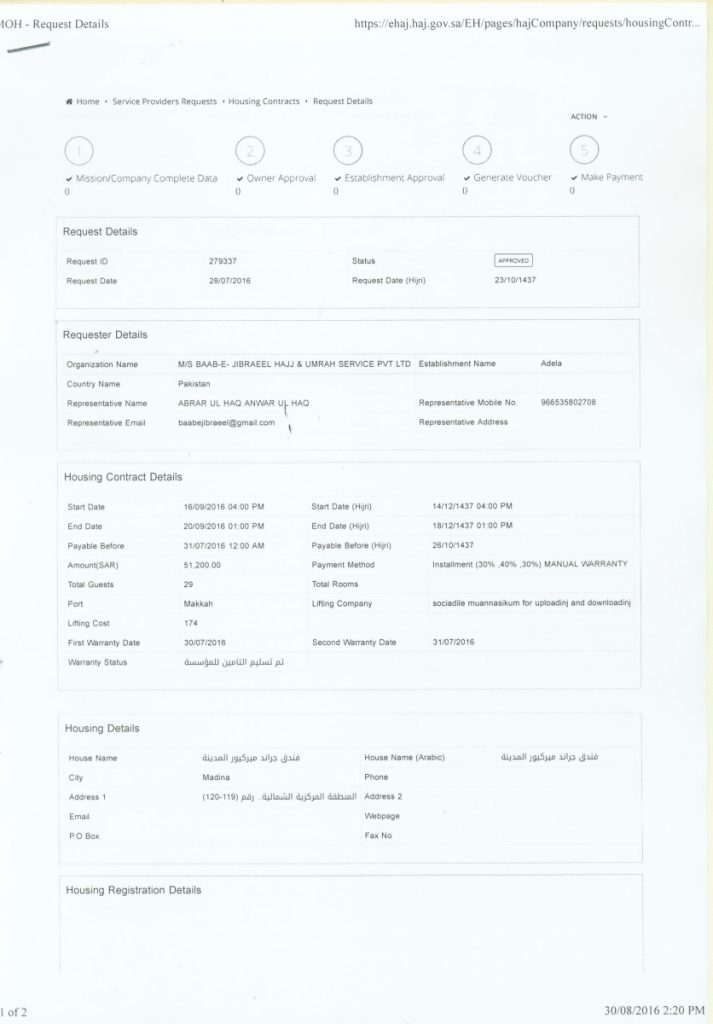 MOH - Request Details https://ehaj.haj.gov.sa/EH/pages/hajCompany/requests/housingContr...
Home • Service Providers Requests • Housing Contracts • Request Details
ACTION
1 2 3 4 5
✔ Mission/Company Complete Data ✔ Owner Approval ✔ Establishment Approval ✔ Generate Voucher ✔ Make Payment
0 0 0 0 0
Request Details
Request ID 279337 Status APPROVED
Request Date 28/07/2016 Request Date (Hijri) 23/10/1437
Requester Details
Organization Name M/S BAAB-E- JIBRAEEL HAJJ & UMRAH SERVICE PVT LTD Establishment Name Adela
Country Name Pakistan
Representative Name ABRAR UL HAQ ANWAR UL HAQ Representative Mobile No. 966535802708
Representative Email baabejibraeel@gmail.com Representative Address
Housing Contract Details
Start Date 16/09/2016 04:00 PM Start Date (Hijri) 14/12/1437 04:00 PM
End Date 20/09/2016 01:00 PM End Date (Hijri) 18/12/1437 01:00 PM
Payable Before 31/07/2016 12:00 AM Payable Before (Hijri) 26/10/1437
Amount(SAR) 51,200.00 Payment Method Installment (30% ,40% ,30%) MANUAL WARRANTY
Total Guests 29 Total Rooms
Port Makkah Lifting Company sociadile muannasikum for uploadinj and downloadinj
Lifting Cost 174
First Warranty Date 30/07/2016 Second Warranty Date 31/07/2016
Warranty Status تم تسليم التامين للمؤسسة
Housing Details
House Name فندق جراند ميركيور المدينة House Name (Arabic) فندق جراند ميركيور المدينة
City Madina Phone
Address 1 المنطقة المركزية الشمالية.. رقم (119-120) Address 2
Email Webpage
P.O Box Fax No
Housing Registration Details
1 of 2 30/08/2016 2:20 PM